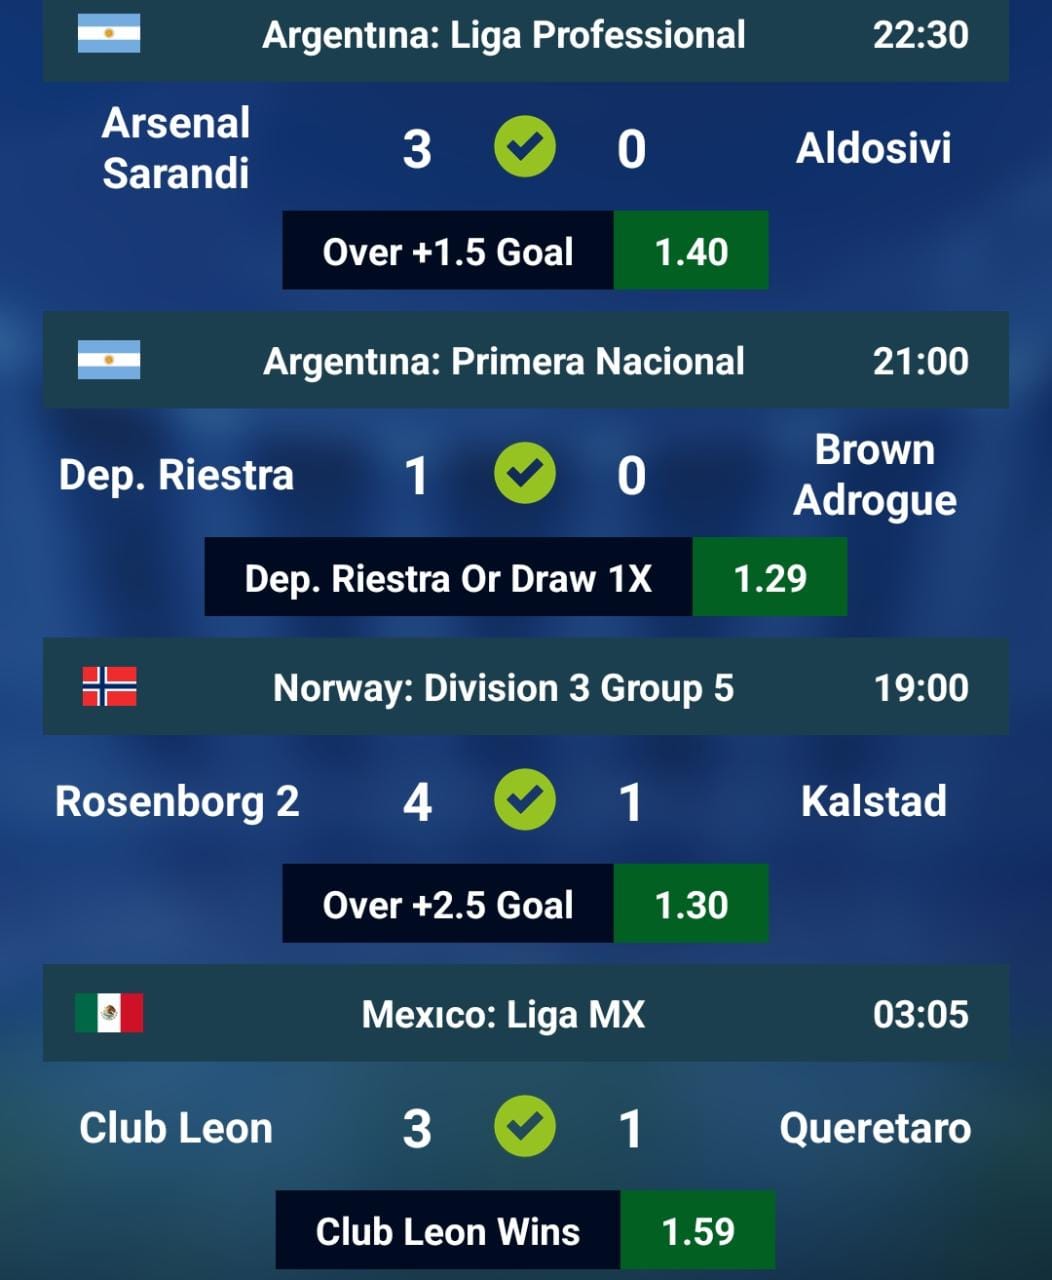 Argentına: Liga Professional 22:30
Arsenal
Sarandi
3 0 Aldosivi
Over +1.5 Goal 1.40
Argentına: Primera Nacional 21:00
Dep. Riestra 1 0
Brown
Adrogue
Dep. Riestra Or Draw 1X 1.29
Norway: Division 3 Group 5 19:00
Rosenborg 2 4 1 Kalstad
Over +2.5 Goal 1.30
Mexıco: Liga MX 03:05
Club Leon 3 1 Queretaro
Club Leon Wins 1.59